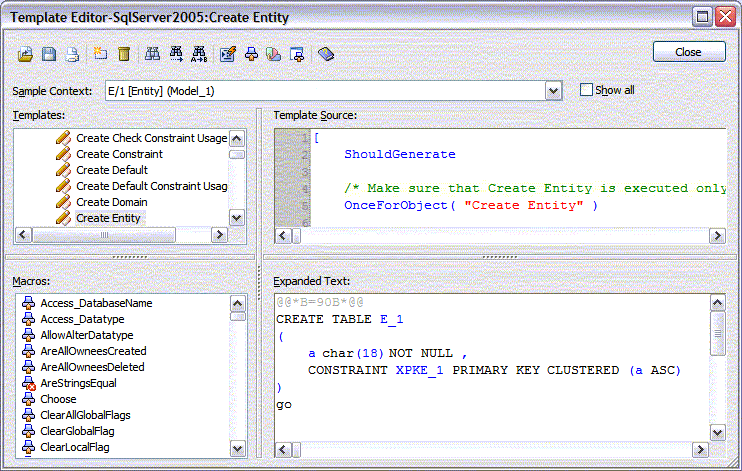 Template Editor-SqlServer2005:Create Entity
A→B
Close
Sample Context: E/1 [Entity] (Model_1) Show all
Templates:
Create Check Constraint Usage
Create Constraint
Create Default
Create Default Constraint Usag
Create Domain
Create Entity
Template Source:
1 [
2 ShouldGenerate
3
4 /* Make sure that Create Entity is executed only
5 OnceForObject( "Create Entity" )
6
Macros:
Access_DatabaseName
Access_Datatype
AllowAlterDatatype
AreAllOwneesCreated
AreAllOwneesDeleted
AreStringsEqual
Choose
ClearAllGlobalFlags
ClearGlobalFlag
ClearLocalFlag
Expanded Text:
@@*B=90B*@@
CREATE TABLE E_1
(
a char(18) NOT NULL ,
CONSTRAINT XPKE_1 PRIMARY KEY CLUSTERED (a ASC)
)
go